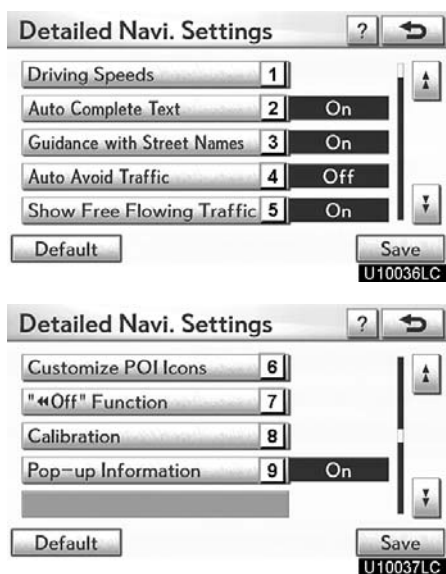 Detailed Navi. Settings ?
Driving Speeds 1
Auto Complete Text 2 On
Guidance with Street Names 3 On
Auto Avoid Traffic 4 Off
Show Free Flowing Traffic 5 On
Default Save
U10036LC
Detailed Navi. Settings ?
Customize POI Icons 6
"◀◀Off" Function 7
Calibration 8
Pop-up Information 9 On
Default Save
U10037LC